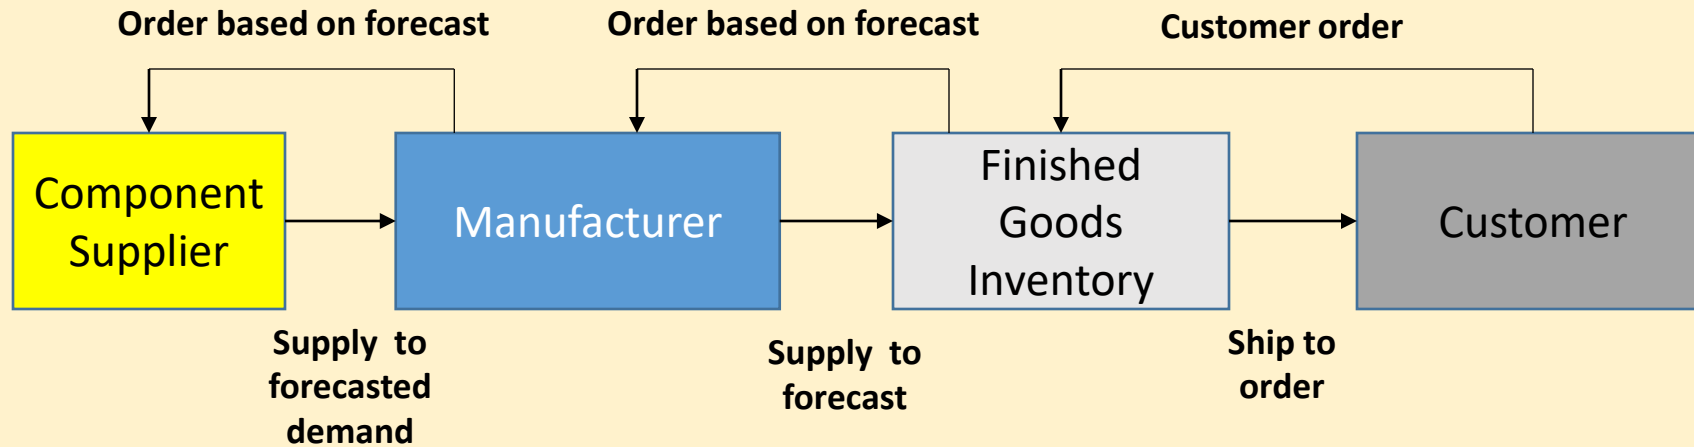 Order based on forecast
Order based on forecast
Customer order
Component
Supplier
Manufacturer
Finished
Goods
Inventory
Customer
Supply  to
forecasted
demand
Supply  to
forecast
Ship to
order